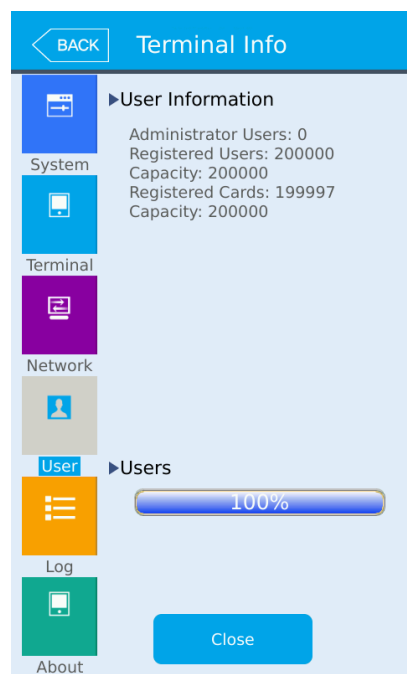 BACK
Terminal Info
System
Terminal
Network
User
Log
About
▶User Information
Administrator Users: 0
Registered Users: 200000
Capacity: 200000
Registered Cards: 199997
Capacity: 200000
▶Users
100%
Close